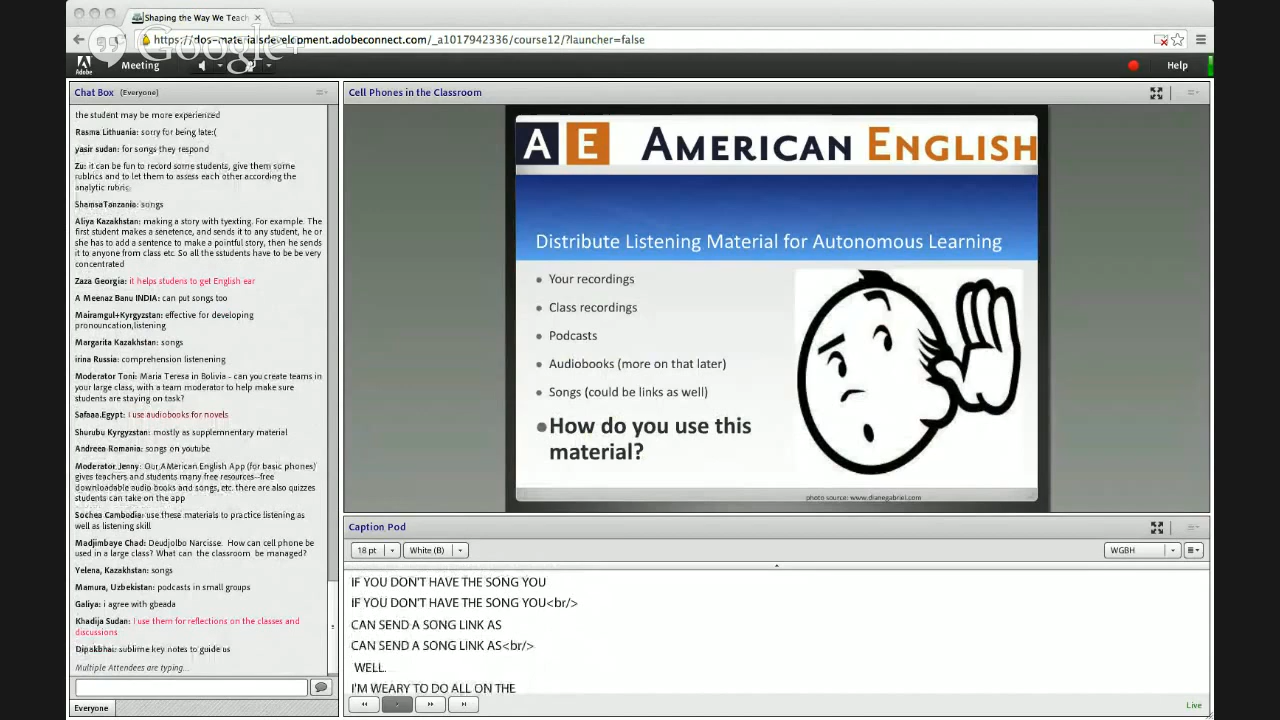 Shaping the Way We Teach
Google+
https://dos-materialsdevelopment.adobeconnect.com/_a1017942336/course12/?launcher=false
Adobe
Meeting
Help
Chat Box (Everyone)
the student may be more experienced
Rasma Lithuania: sorry for being late:(
yasir sudan: for songs they respond
Zu: it can be fun to record some students, give them some
rublrics and to let them to assess each other according the
analytic rubric
ShamsaTanzania: songs
Aliya Kazakhstan: making a story with tyexting. For example. The
first student makes a senetence, and sends it to any student, he or
she has to add a sentence to make a pointful story, then he sends
it to anyone from class etc. So all the sstudents have to be be very
concentrated
Zaza Georgia: it helps studens to get English ear
A Meenaz Banu INDIA: can put songs too
Mairamgul+Kyrgyzstan: effective for developing
pronouncation,listening
Margarita Kazakhstan: songs
irina Russia: comprehension listenening
Moderator Toni: Maria Teresa in Bolivia - can you create teams in
your large class, with a team moderator to help make sure
students are staying on task?
Safaaa.Egypt: I use audiobooks for novels
Shurubu Kyrgyzstan: mostly as supplemnentary material
Andreea Romania: songs on youtube
Moderator Jenny: Our AMerican English App (for basic phones)
gives teachers and students many free resources--free
downloadable audio books and songs, etc. there are also quizzes
students can take on the app
Sochea Cambodia: use these materials to practice listening as
well as listening skill
Madjimbaye Chad: Deudjolbo Narcisse. How can cell phone be
used in a large class? What can the classroom be managed?
Yelena, Kazakhstan: songs
Mamura, Uzbekistan: podcasts in small groups
Galiya: i agree with gbeada
Khadija Sudan: I use them for reflections on the classes and
discussions
Dipakbhai: sublime key notes to guide us
Multiple Attendees are typing...
Everyone
Cell Phones in the Classroom
AE AMERICAN ENGLISH
Distribute Listening Material for Autonomous Learning
• Your recordings
• Class recordings
• Podcasts
• Audiobooks (more on that later)
• Songs (could be links as well)
• How do you use this
material?
photo source: www.dianegabriel.com
Caption Pod
18 pt White (B) WGBH
IF YOU DON'T HAVE THE SONG YOU
IF YOU DON'T HAVE THE SONG YOU<br/>
CAN SEND A SONG LINK AS
CAN SEND A SONG LINK AS<br/>
WELL.
I'M WEARY TO DO ALL ON THE
Live